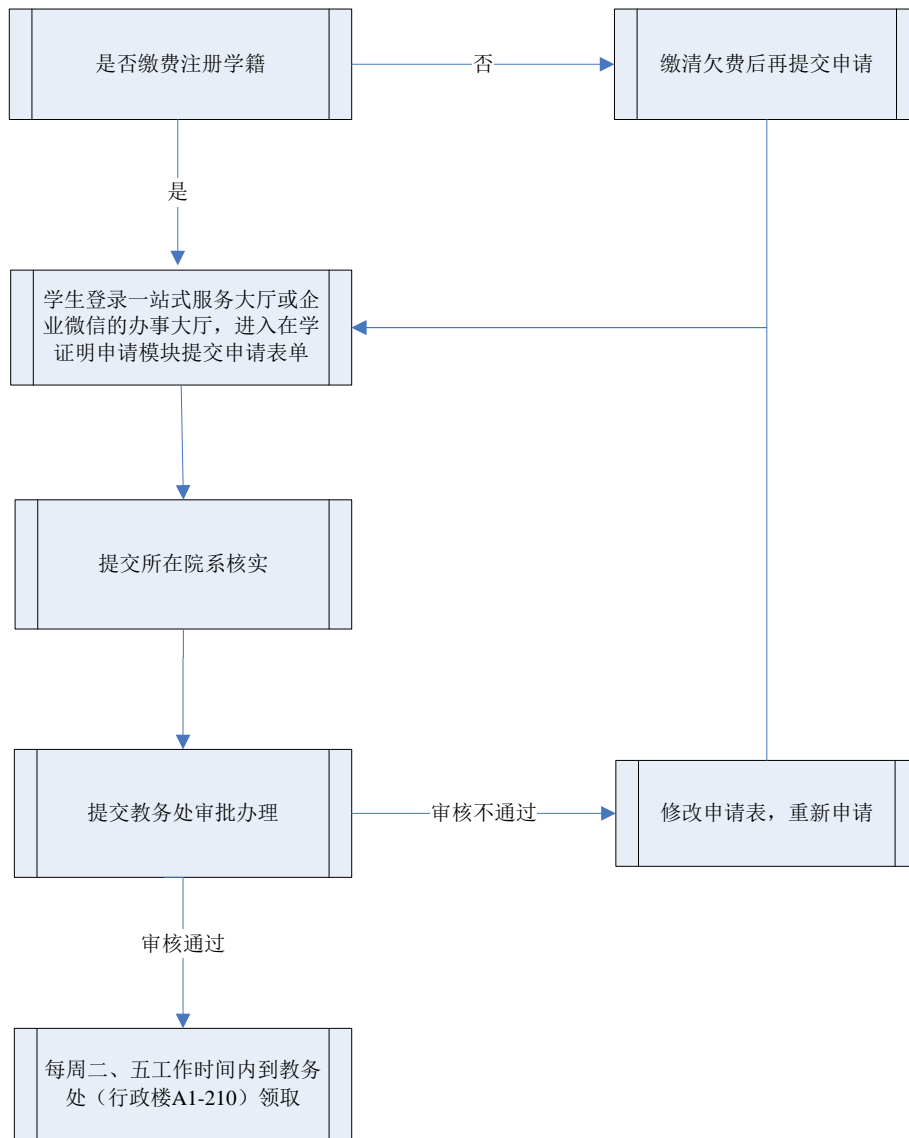 是否缴费注册学籍
否
缴清欠费后再提交申请
是
学生登录一站式服务大厅或企
业微信的办事大厅，进入在学
证明申请模块提交申请表单
提交所在院系核实
提交教务处审批办理
审核不通过
修改申请表，重新申请
审核通过
每周二、五工作时间内到教务
处（行政楼A1-210）领取